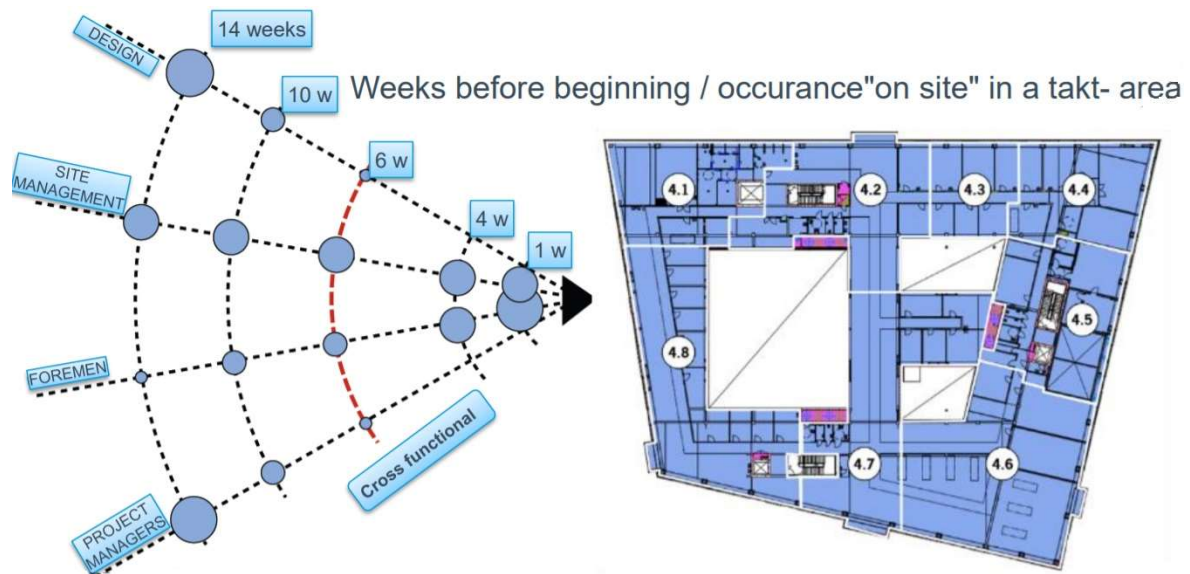 14 weeks
DESIGN
10 w
Weeks before beginning / occurance"on site" in a takt- area
6 w
SITE
MANAGEMENT
4 w
1 w
FOREMEN
Cross functional
PROJECT
MANAGERS
4.1
4.2
4.3
4.4
4.5
4.8
4.7
4.6